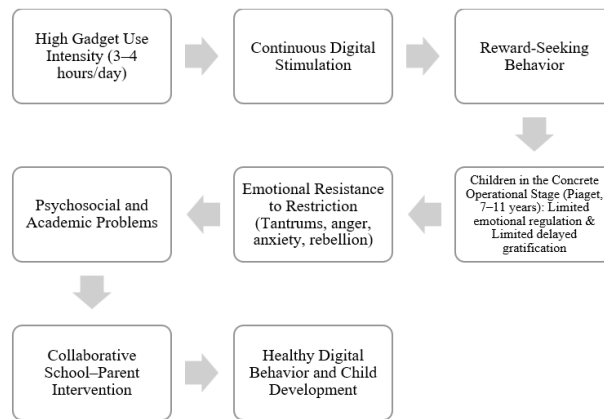 High Gadget Use
Intensity (3–4
hours/day)
Continuous Digital
Stimulation
Reward-Seeking
Behavior
Children in the Concrete
Operational Stage (Piaget,
7–11 years): Limited
emotional regulation &
Limited delayed
gratification
Emotional Resistance
to Restriction
(Tantrums, anger,
anxiety, rebellion)
Psychosocial and
Academic Problems
Collaborative
School–Parent
Intervention
Healthy Digital
Behavior and Child
Development